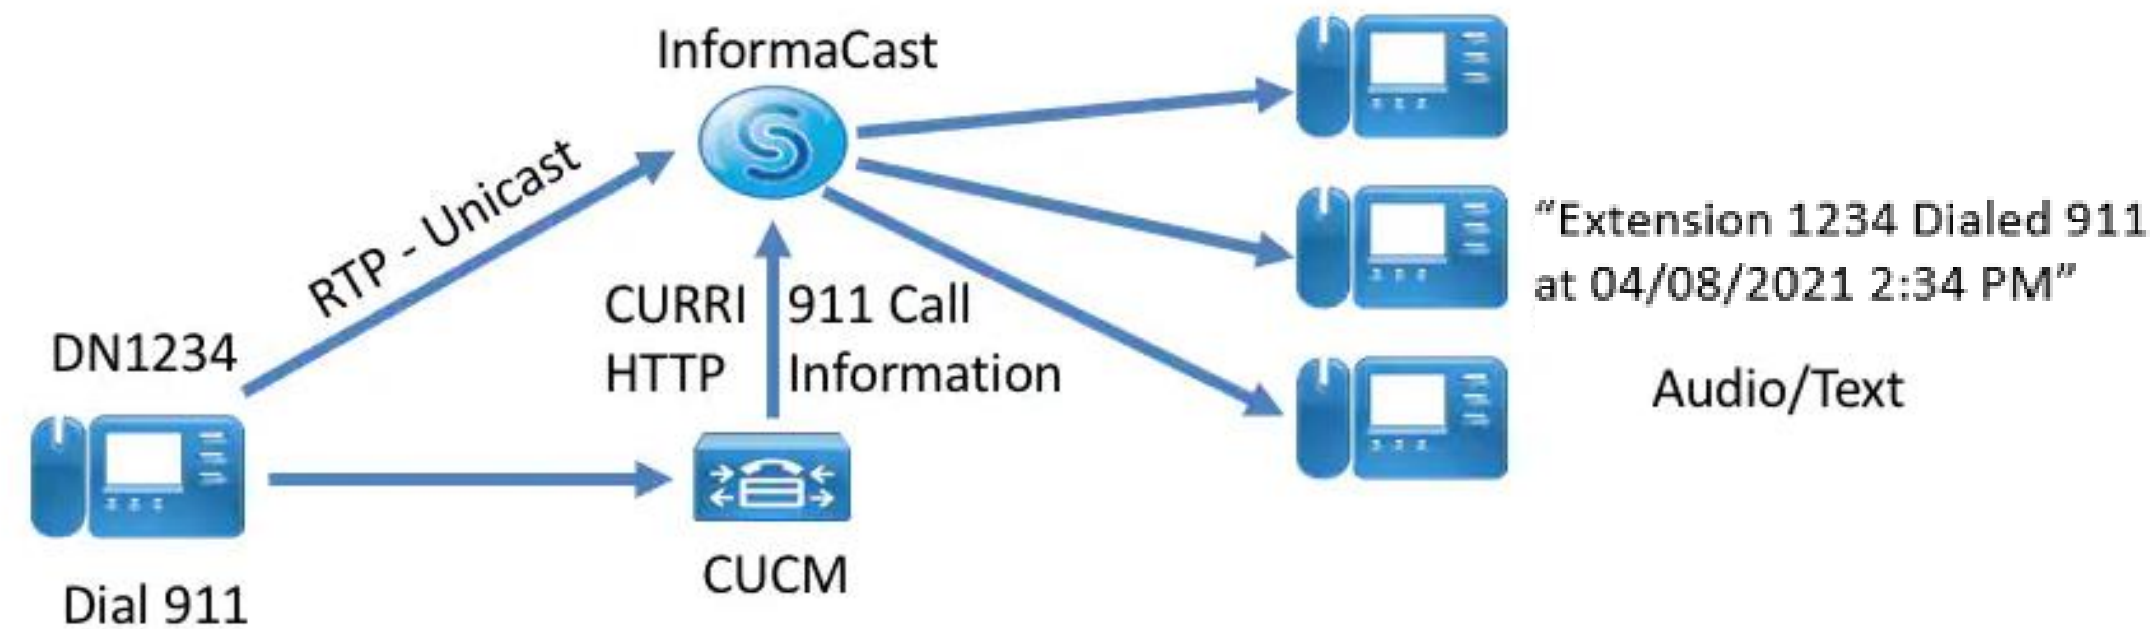 InformaCast
RTP - Unicast
“Extension 1234 Dialed 911
at 04/08/2021 2:34 PM”
CURRI
HTTP
911 Call
Information
DN1234
Audio/Text
CUCM
Dial 911